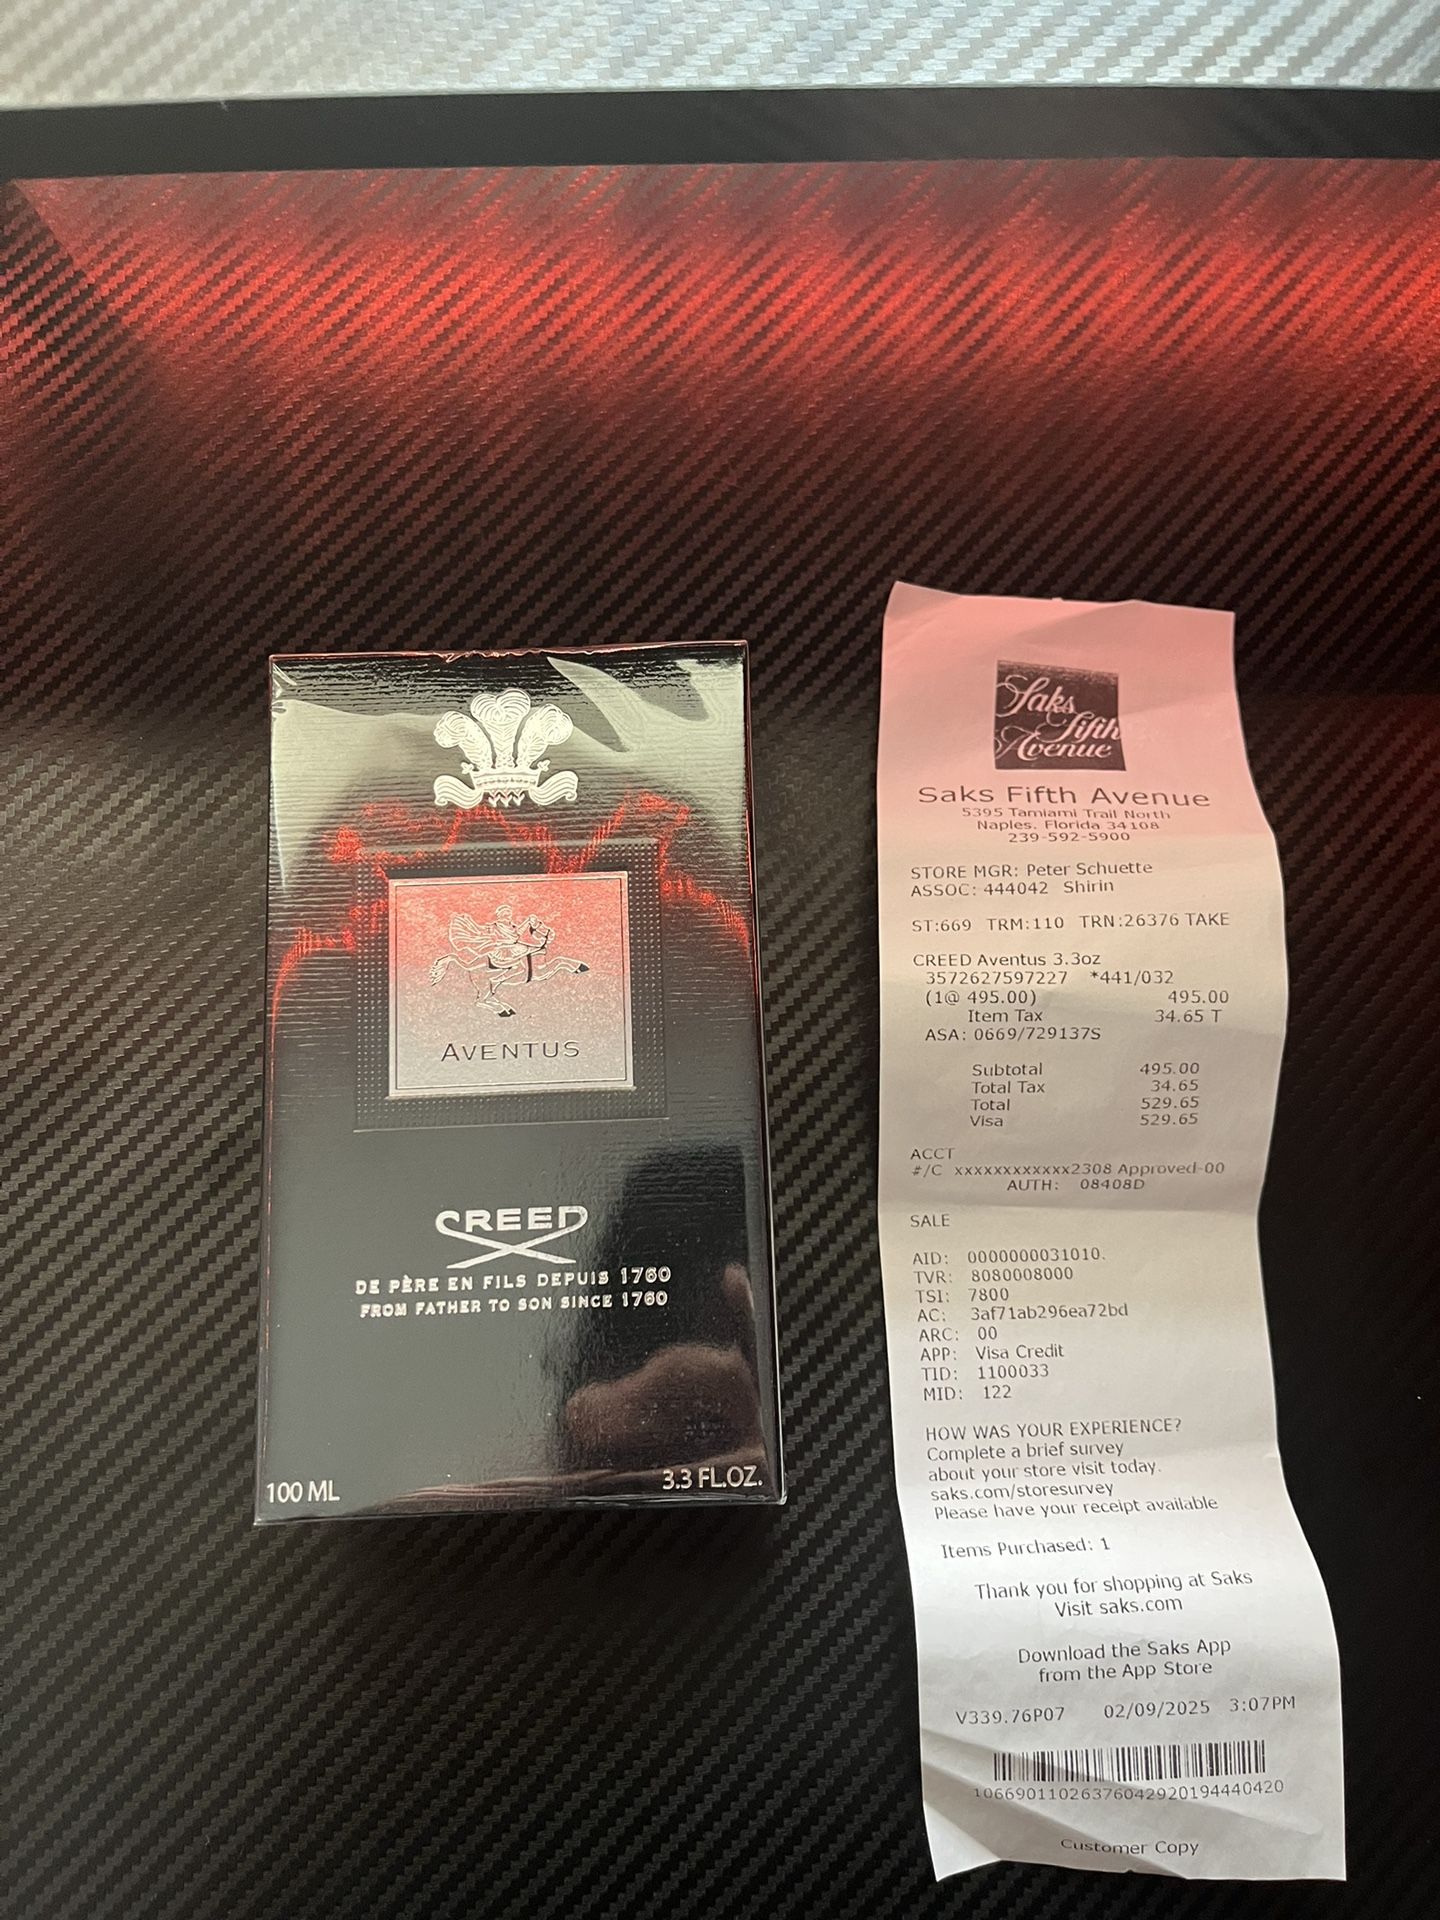 AVENTUS
CREED
DE PÈRE EN FILS DEPUIS 1760
FROM FATHER TO SON SINCE 1760
100 ML
3.3 FL.OZ.
Saks
Fifth
Avenue
Saks Fifth Avenue
5395 Tamiami Trail North
Naples, Florida 34108
239-592-5900
STORE MGR: Peter Schuette
ASSOC: 444042 Shirin
ST:669 TRM:110 TRN:26376 TAKE
CREED Aventus 3.3oz
3572627597227 *441/032
(1@ 495.00) 495.00
Item Tax 34.65 T
ASA: 0669/729137S
Subtotal 495.00
Total Tax 34.65
Total 529.65
Visa 529.65
ACCT
#/C xxxxxxxxxxxx2308 Approved-00
AUTH: 08408D
SALE
AID: 0000000031010.
TVR: 8080008000
TSI: 7800
AC: 3af71ab296ea72bd
ARC: 00
APP: Visa Credit
TID: 1100033
MID: 122
HOW WAS YOUR EXPERIENCE?
Complete a brief survey
about your store visit today.
saks.com/storesurvey
Please have your receipt available
Items Purchased: 1
Thank you for shopping at Saks
Visit saks.com
Download the Saks App
from the App Store
V339.76P07 02/09/2025 3:07PM
10669011026376042920194440420
Customer Copy